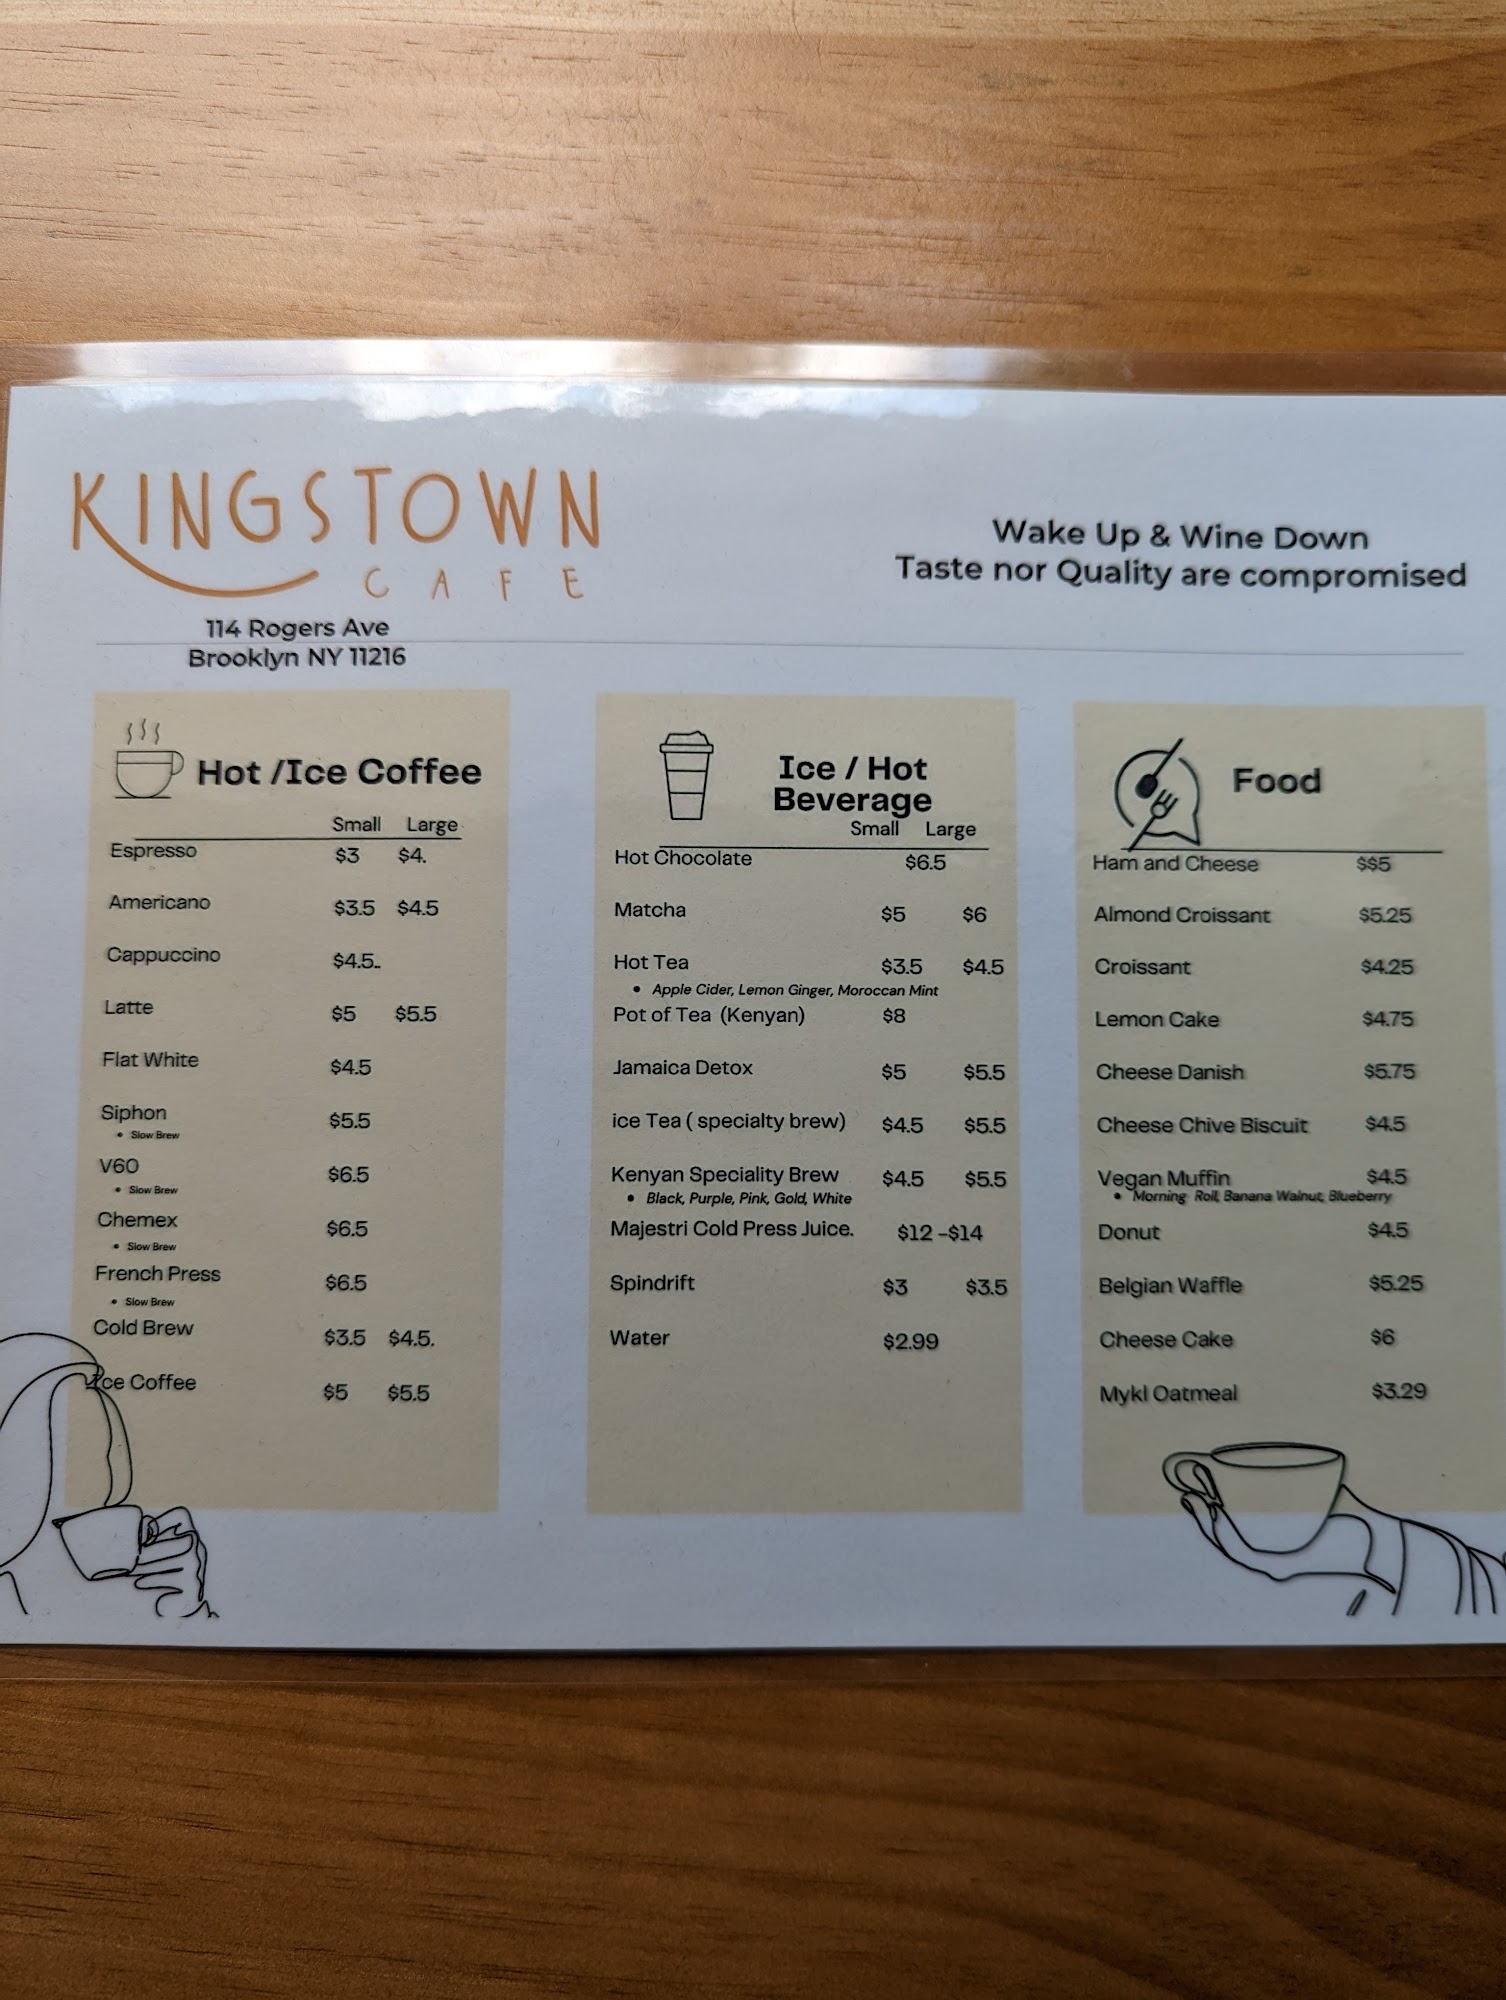 KINGSTOWN
CAFE
114 Rogers Ave
Brooklyn NY 11216
Wake Up & Wine Down
Taste nor Quality are compromised
Hot /Ice Coffee
Small Large
Espresso $3 $4.
Americano $3.5 $4.5
Cappuccino $4.5..
Latte $5 $5.5
Flat White $4.5
Siphon $5.5
• Slow Brew
V60 $6.5
• Slow Brew
Chemex $6.5
• Slow Brew
French Press $6.5
• Slow Brew
Cold Brew $3.5 $4.5.
Ice Coffee $5 $5.5
Ice / Hot
Beverage
Small Large
Hot Chocolate $6.5
Matcha $5 $6
Hot Tea $3.5 $4.5
• Apple Cider, Lemon Ginger, Moroccan Mint
Pot of Tea (Kenyan) $8
Jamaica Detox $5 $5.5
ice Tea ( specialty brew) $4.5 $5.5
Kenyan Speciality Brew $4.5 $5.5
• Black, Purple, Pink, Gold, White
Majestri Cold Press Juice. $12 -$14
Spindrift $3 $3.5
Water $2.99
Food
Ham and Cheese $$5
Almond Croissant $5.25
Croissant $4.25
Lemon Cake $4.75
Cheese Danish $5.75
Cheese Chive Biscuit $4.5
Vegan Muffin $4.5
• Morning Roll, Banana Walnut, Blueberry
Donut $4.5
Belgian Waffle $5.25
Cheese Cake $6
Mykl Oatmeal $3.29